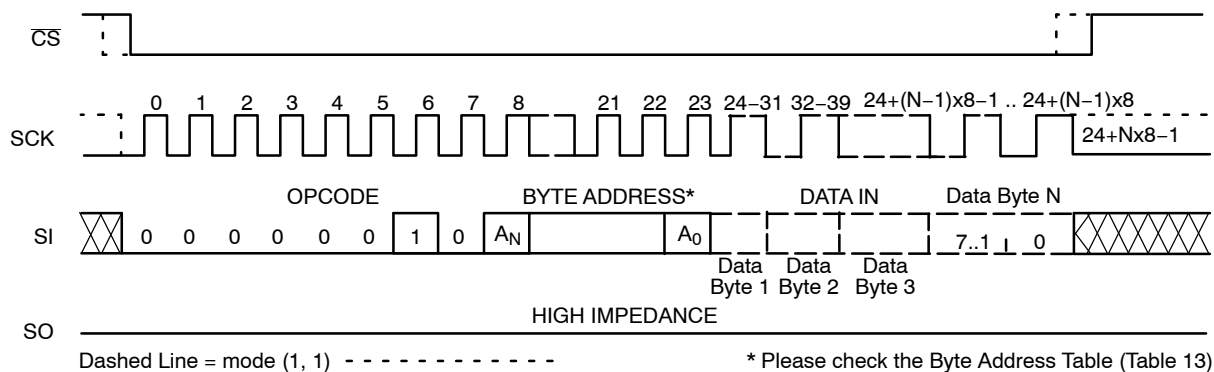 CS
0 1 2 3 4 5 6 7 8 21 22 23 24–31 32–39 24+(N–1)x8–1 .. 24+(N–1)x8
SCK
24+Nx8–1
OPCODE BYTE ADDRESS* DATA IN Data Byte N
SI
0 0 0 0 0 0 1 0 AN A0 7..1 0
Data Byte 1
Data Byte 2
Data Byte 3
HIGH IMPEDANCE
SO
Dashed Line = mode (1, 1) * Please check the Byte Address Table (Table 13)